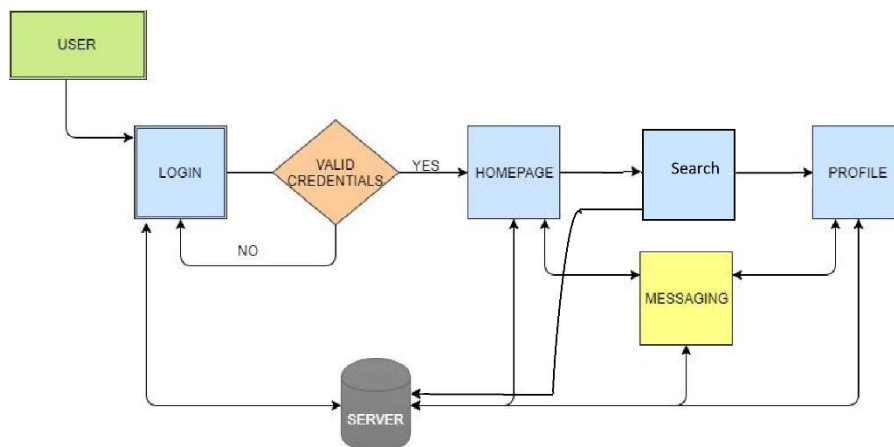 USER
LOGIN
VALID
CREDENTIALS
YES
HOMEPAGE
Search
PROFILE
NO
MESSAGING
SERVER